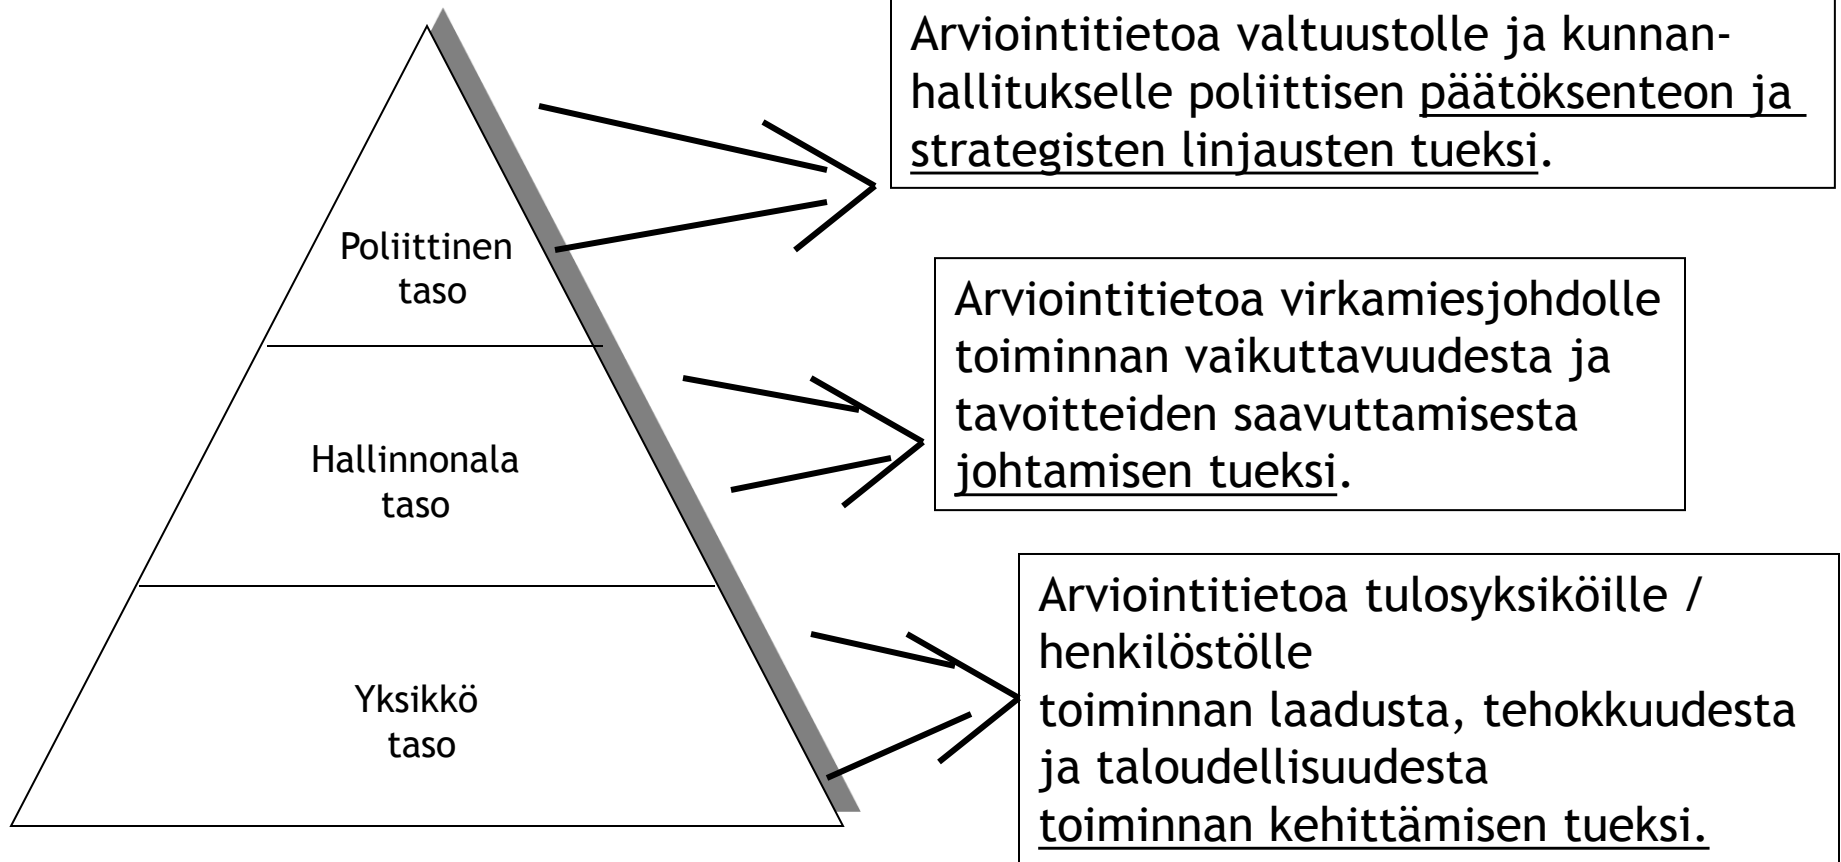 Arviointitietoa valtuustolle ja kunnan-
hallitukselle poliittisen päätöksenteon ja
strategisten linjausten tueksi.
Poliittinen
taso
Arviointitietoa virkamiesjohdolle
toiminnan vaikuttavuudesta ja
tavoitteiden saavuttamisesta
johtamisen tueksi.
Hallinnonala
taso
Arviointitietoa tulosyksiköille /
henkilöstölle
toiminnan laadusta, tehokkuudesta
ja taloudellisuudesta
toiminnan kehittämisen tueksi.
Yksikkö
taso